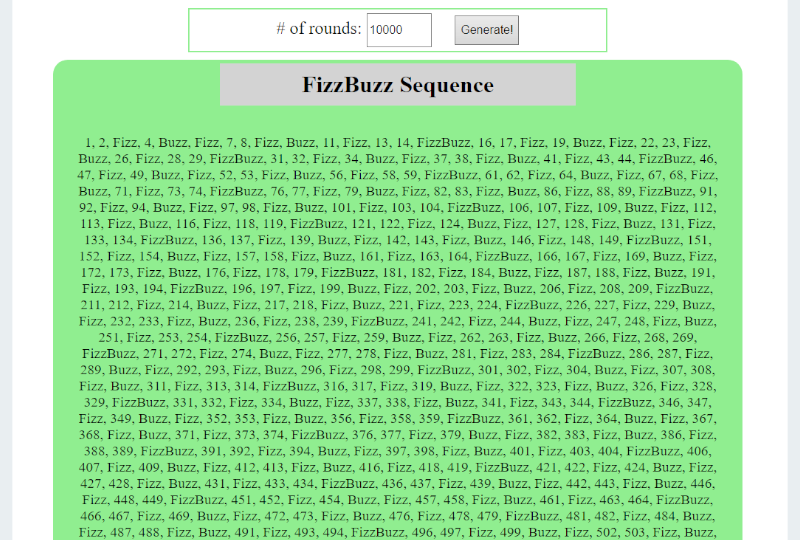 # of rounds: 10000 Generate!
FizzBuzz Sequence
1, 2, Fizz, 4, Buzz, Fizz, 7, 8, Fizz, Buzz, 11, Fizz, 13, 14, FizzBuzz, 16, 17, Fizz, 19, Buzz, Fizz, 22, 23, Fizz,
Buzz, 26, Fizz, 28, 29, FizzBuzz, 31, 32, Fizz, 34, Buzz, Fizz, 37, 38, Fizz, Buzz, 41, Fizz, 43, 44, FizzBuzz, 46,
47, Fizz, 49, Buzz, Fizz, 52, 53, Fizz, Buzz, 56, Fizz, 58, 59, FizzBuzz, 61, 62, Fizz, 64, Buzz, Fizz, 67, 68, Fizz,
Buzz, 71, Fizz, 73, 74, FizzBuzz, 76, 77, Fizz, 79, Buzz, Fizz, 82, 83, Fizz, Buzz, 86, Fizz, 88, 89, FizzBuzz, 91,
92, Fizz, 94, Buzz, Fizz, 97, 98, Fizz, Buzz, 101, Fizz, 103, 104, FizzBuzz, 106, 107, Fizz, 109, Buzz, Fizz, 112,
113, Fizz, Buzz, 116, Fizz, 118, 119, FizzBuzz, 121, 122, Fizz, 124, Buzz, Fizz, 127, 128, Fizz, Buzz, 131, Fizz,
133, 134, FizzBuzz, 136, 137, Fizz, 139, Buzz, Fizz, 142, 143, Fizz, Buzz, 146, Fizz, 148, 149, FizzBuzz, 151,
152, Fizz, 154, Buzz, Fizz, 157, 158, Fizz, Buzz, 161, Fizz, 163, 164, FizzBuzz, 166, 167, Fizz, 169, Buzz, Fizz,
172, 173, Fizz, Buzz, 176, Fizz, 178, 179, FizzBuzz, 181, 182, Fizz, 184, Buzz, Fizz, 187, 188, Fizz, Buzz, 191,
Fizz, 193, 194, FizzBuzz, 196, 197, Fizz, 199, Buzz, Fizz, 202, 203, Fizz, Buzz, 206, Fizz, 208, 209, FizzBuzz,
211, 212, Fizz, 214, Buzz, Fizz, 217, 218, Fizz, Buzz, 221, Fizz, 223, 224, FizzBuzz, 226, 227, Fizz, 229, Buzz,
Fizz, 232, 233, Fizz, Buzz, 236, Fizz, 238, 239, FizzBuzz, 241, 242, Fizz, 244, Buzz, Fizz, 247, 248, Fizz, Buzz,
251, Fizz, 253, 254, FizzBuzz, 256, 257, Fizz, 259, Buzz, Fizz, 262, 263, Fizz, Buzz, 266, Fizz, 268, 269,
FizzBuzz, 271, 272, Fizz, 274, Buzz, Fizz, 277, 278, Fizz, Buzz, 281, Fizz, 283, 284, FizzBuzz, 286, 287, Fizz,
289, Buzz, Fizz, 292, 293, Fizz, Buzz, 296, Fizz, 298, 299, FizzBuzz, 301, 302, Fizz, 304, Buzz, Fizz, 307, 308,
Fizz, Buzz, 311, Fizz, 313, 314, FizzBuzz, 316, 317, Fizz, 319, Buzz, Fizz, 322, 323, Fizz, Buzz, 326, Fizz, 328,
329, FizzBuzz, 331, 332, Fizz, 334, Buzz, Fizz, 337, 338, Fizz, Buzz, 341, Fizz, 343, 344, FizzBuzz, 346, 347,
Fizz, 349, Buzz, Fizz, 352, 353, Fizz, Buzz, 356, Fizz, 358, 359, FizzBuzz, 361, 362, Fizz, 364, Buzz, Fizz, 367,
368, Fizz, Buzz, 371, Fizz, 373, 374, FizzBuzz, 376, 377, Fizz, 379, Buzz, Fizz, 382, 383, Fizz, Buzz, 386, Fizz,
388, 389, FizzBuzz, 391, 392, Fizz, 394, Buzz, Fizz, 397, 398, Fizz, Buzz, 401, Fizz, 403, 404, FizzBuzz, 406,
407, Fizz, 409, Buzz, Fizz, 412, 413, Fizz, Buzz, 416, Fizz, 418, 419, FizzBuzz, 421, 422, Fizz, 424, Buzz, Fizz,
427, 428, Fizz, Buzz, 431, Fizz, 433, 434, FizzBuzz, 436, 437, Fizz, 439, Buzz, Fizz, 442, 443, Fizz, Buzz, 446,
Fizz, 448, 449, FizzBuzz, 451, 452, Fizz, 454, Buzz, Fizz, 457, 458, Fizz, Buzz, 461, Fizz, 463, 464, FizzBuzz,
466, 467, Fizz, 469, Buzz, Fizz, 472, 473, Fizz, Buzz, 476, Fizz, 478, 479, FizzBuzz, 481, 482, Fizz, 484, Buzz,
Fizz, 487, 488, Fizz, Buzz, 491, Fizz, 493, 494, FizzBuzz, 496, 497, Fizz, 499, Buzz, Fizz, 502, 503, Fizz, Buzz,